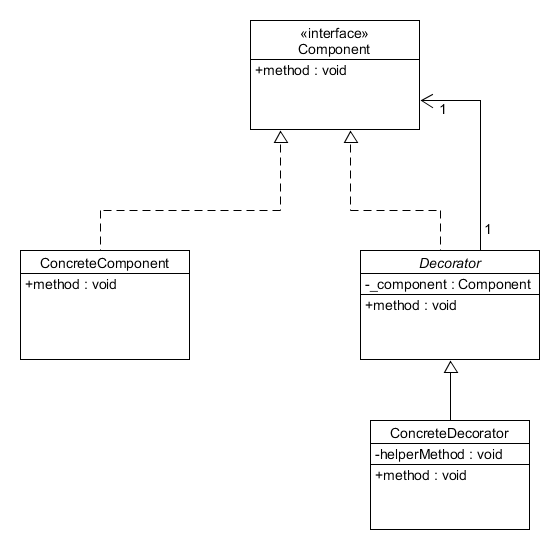 «interface»
Component
+method : void
1
1
ConcreteComponent
+method : void
Decorator
-_component : Component
+method : void
ConcreteDecorator
-helperMethod : void
+method : void